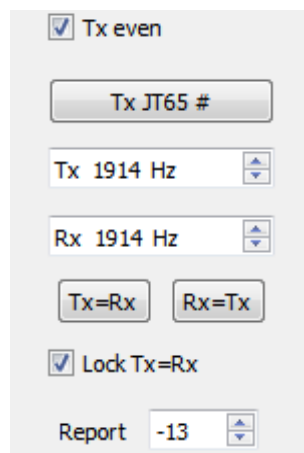 Tx even
Tx JT65 #
Tx 1914 Hz
Rx 1914 Hz
Tx=Rx Rx=Tx
Lock Tx=Rx
Report -13